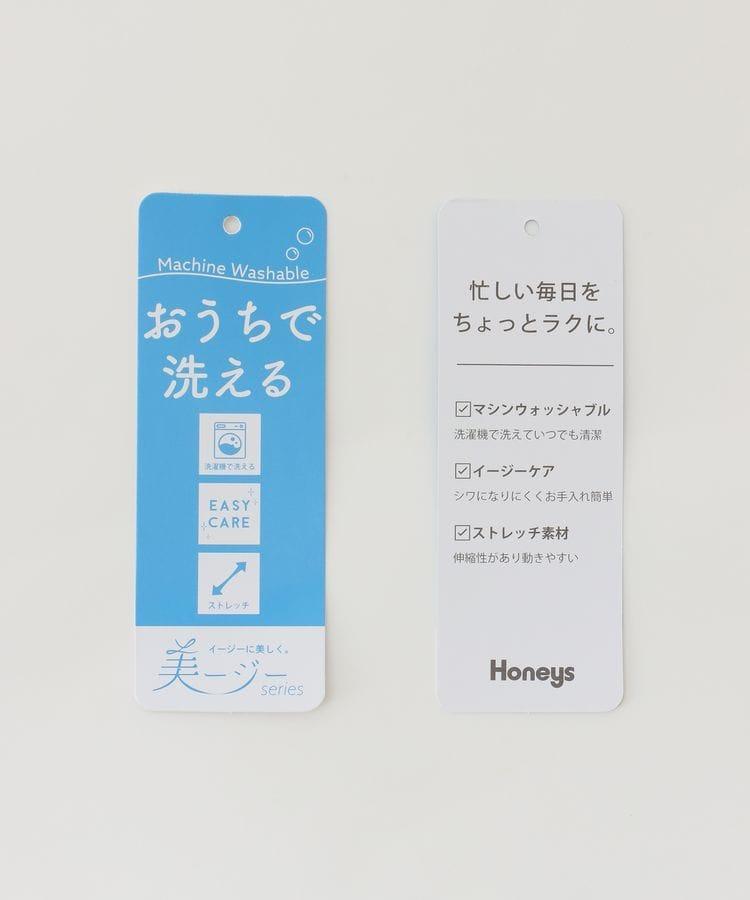 Machine Washable
おうちで
洗える
洗濯機で洗える
EASY
CARE
ストレッチ
イージーに美しく。
美ージー
series
忙しい毎日を
ちょっとラクに。
マシンウォッシャブル
洗濯機で洗えていつでも清潔
イージーケア
シワになりにくくお手入れ簡単
ストレッチ素材
伸縮性があり動きやすい
Honeys